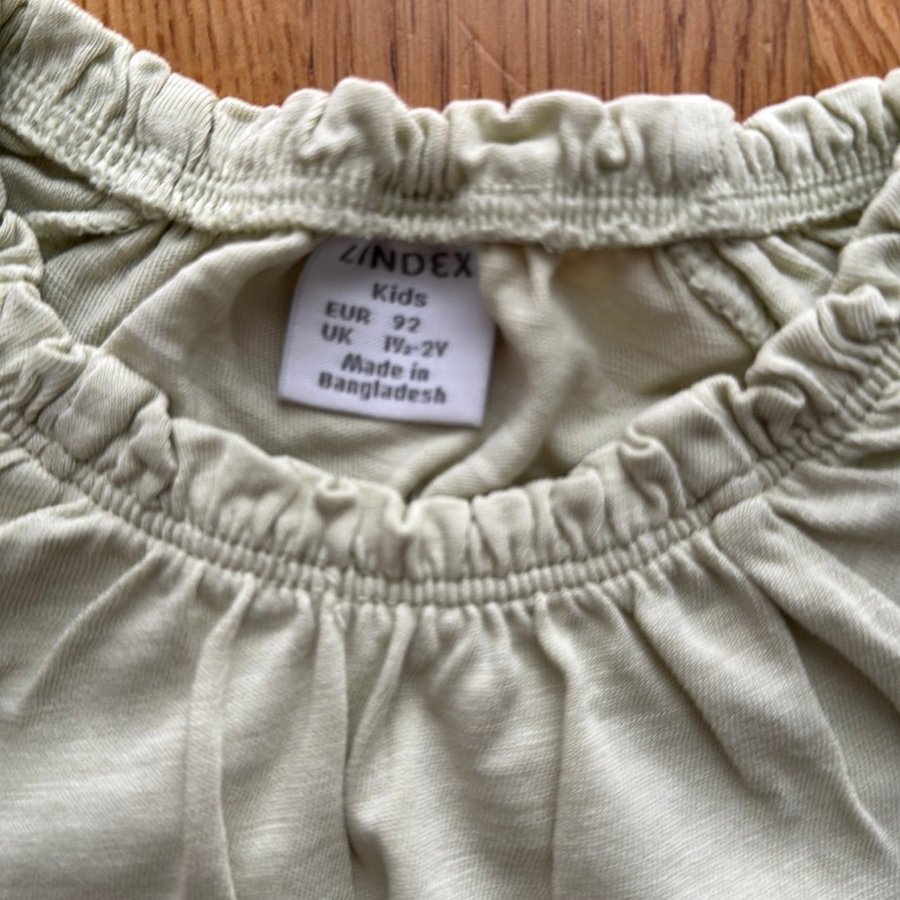 LINDEX
Kids
EUR 92
UK 1½-2Y
Made in
Bangladesh